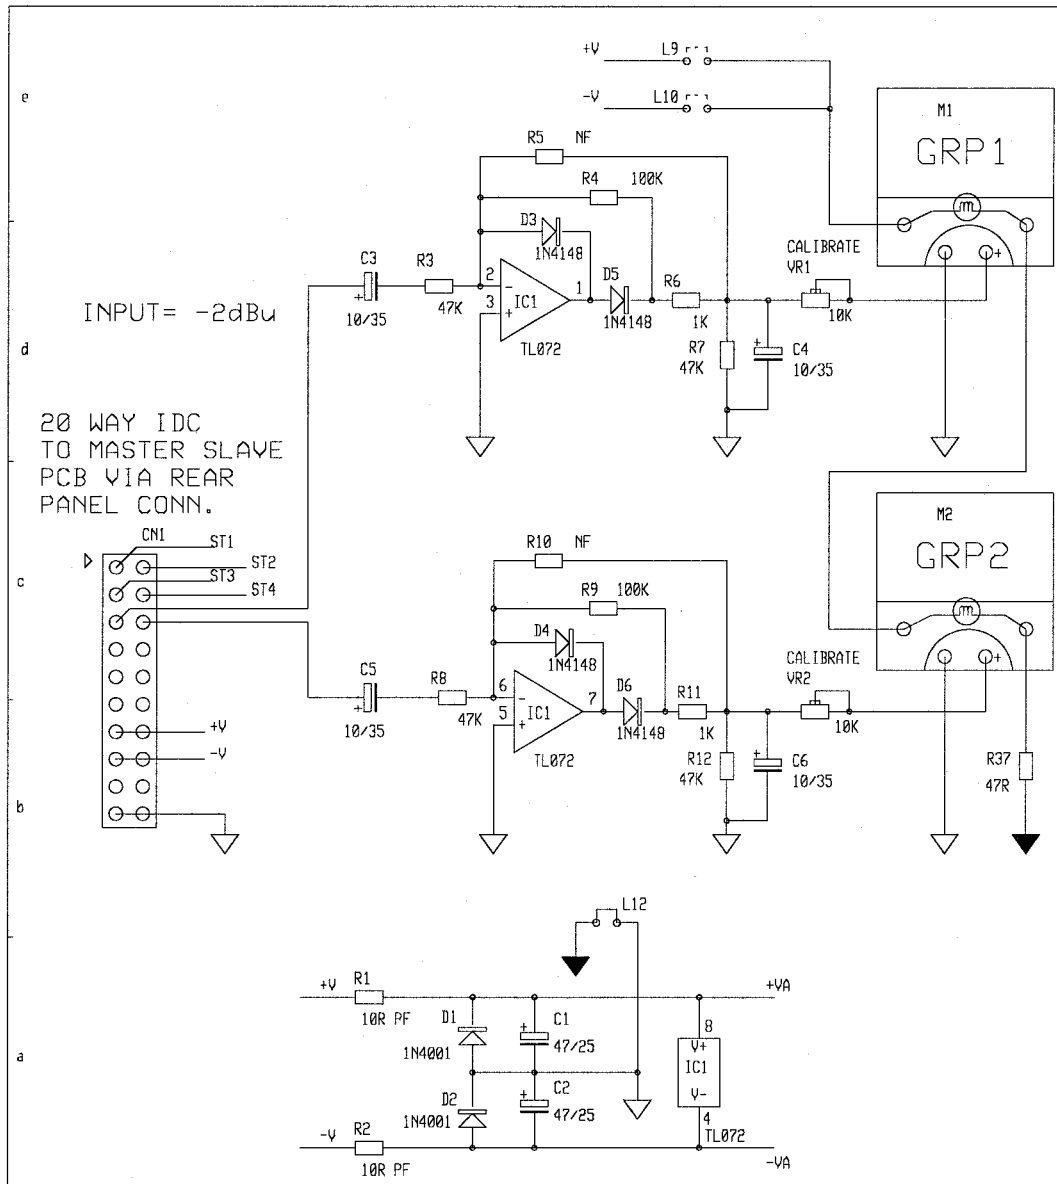 +V
L9
-V
L10
e
M1
GRP1
R5 NF
R4 100K
D3
1N4148
C3
+
10/35
R3
47K
2
-
3
+
IC1
1
TL072
D5
1N4148
R6
1K
CALIBRATE
VR1
10K
+
INPUT= -2dBu
d
R7
47K
+
C4
10/35
20 WAY IDC
TO MASTER SLAVE
PCB VIA REAR
PANEL CONN.
M2
GRP2
CN1
ST1
ST2
ST3
ST4
c
R10 NF
R9 100K
D4
1N4148
C5
+
10/35
R8
47K
6
-
5
+
IC1
7
TL072
D6
1N4148
R11
1K
CALIBRATE
VR2
10K
+
+V
-V
b
R12
47K
+
C6
10/35
R37
47R
L12
+V
R1
10R PF
+VA
D1
1N4001
+
C1
47/25
8
V+
IC1
V-
4
TL072
a
D2
1N4001
+
C2
47/25
-V
R2
10R PF
-VA